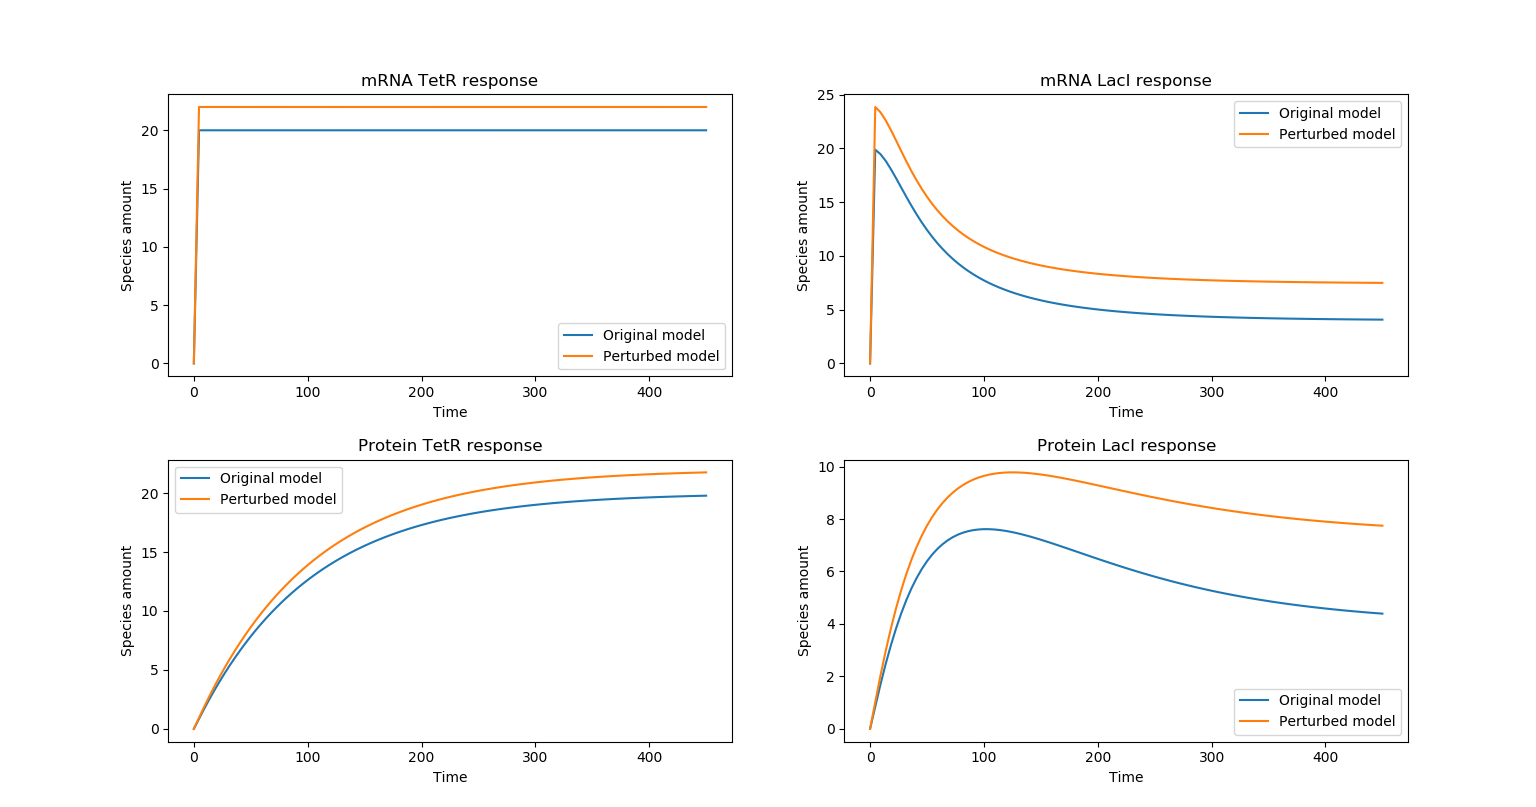 mRNA TetR response
Species amount
20
15
10
5
0
Original model
Perturbed model
0 100 200 300 400
Time
mRNA LacI response
Species amount
25
20
15
10
5
0
Original model
Perturbed model
0 100 200 300 400
Time
Protein TetR response
Species amount
20
15
10
5
0
Original model
Perturbed model
0 100 200 300 400
Time
Protein LacI response
Species amount
10
8
6
4
2
0
Original model
Perturbed model
0 100 200 300 400
Time